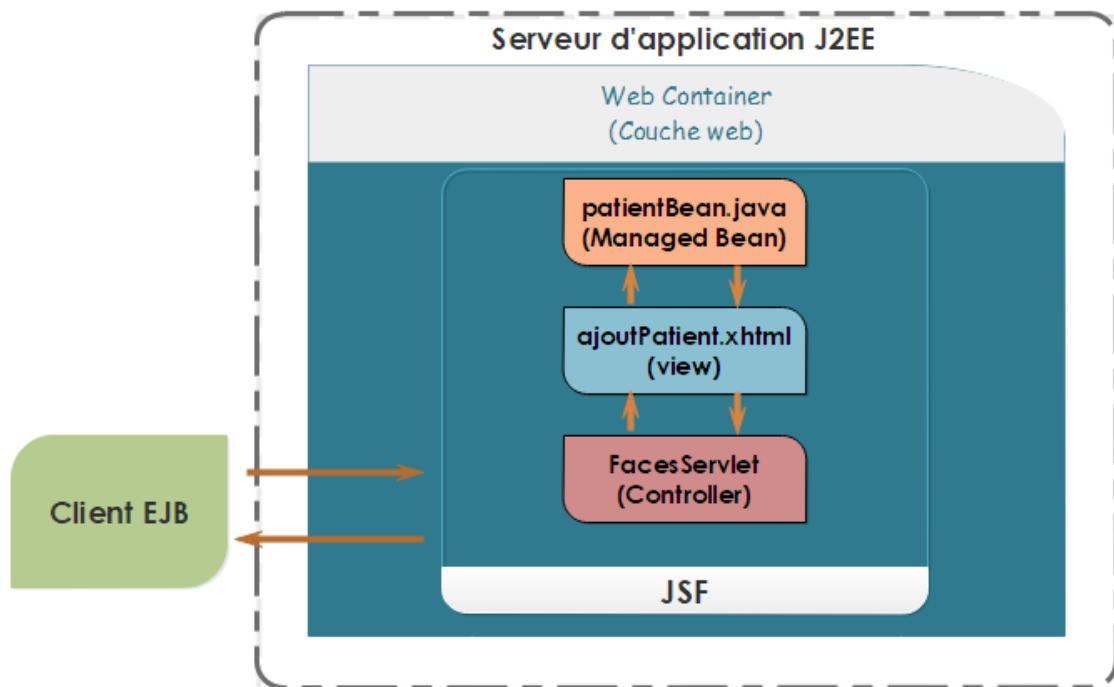 Serveur d'application J2EE
Web Container
(Couche web)
patientBean.java
(Managed Bean)
ajoutPatient.xhtml
(view)
FacesServlet
(Controller)
Client EJB
JSF